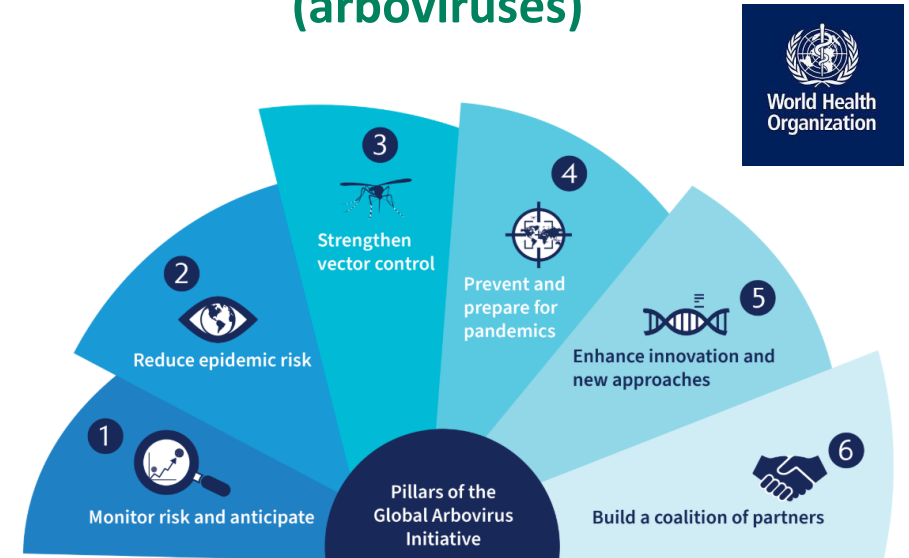 (arboviruses)
World Health
Organization
3
Strengthen
vector control
4
Prevent and
prepare for
pandemics
2
Reduce epidemic risk
5
Enhance innovation and
new approaches
1
Monitor risk and anticipate
6
Build a coalition of partners
Pillars of the
Global Arbovirus
Initiative